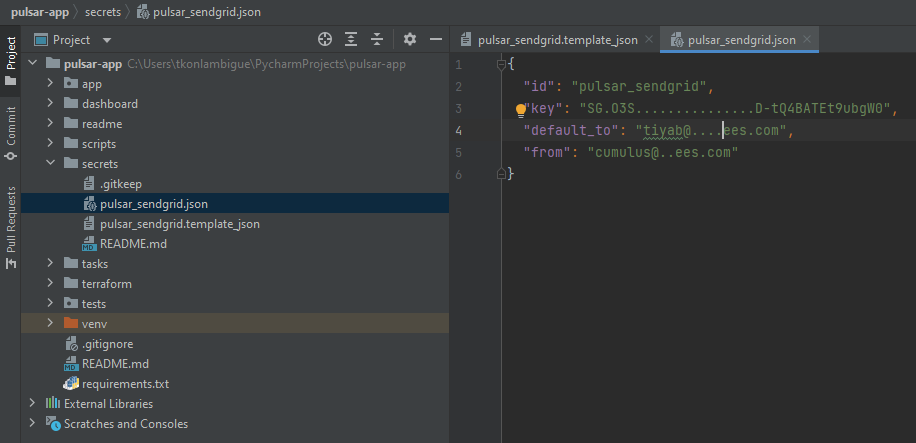 pulsar-app secrets pulsar_sendgrid.json
Project
Commit
Pull Requests
Project
pulsar-app C:\Users\tkonlambigue\PycharmProjects\pulsar-app
app
dashboard
readme
scripts
secrets
.gitkeep
pulsar_sendgrid.json
pulsar_sendgrid.template_json
README.md
tasks
terraform
tests
venv
.gitignore
README.md
requirements.txt
External Libraries
Scratches and Consoles
pulsar_sendgrid.template_json pulsar_sendgrid.json
1 {
2 "id": "pulsar_sendgrid",
3 "key": "SG.O3S...............D-tQ4BATEt9ubgW0",
4 "default_to": "tiyab@....ees.com",
5 "from": "cumulus@..ees.com"
6 }